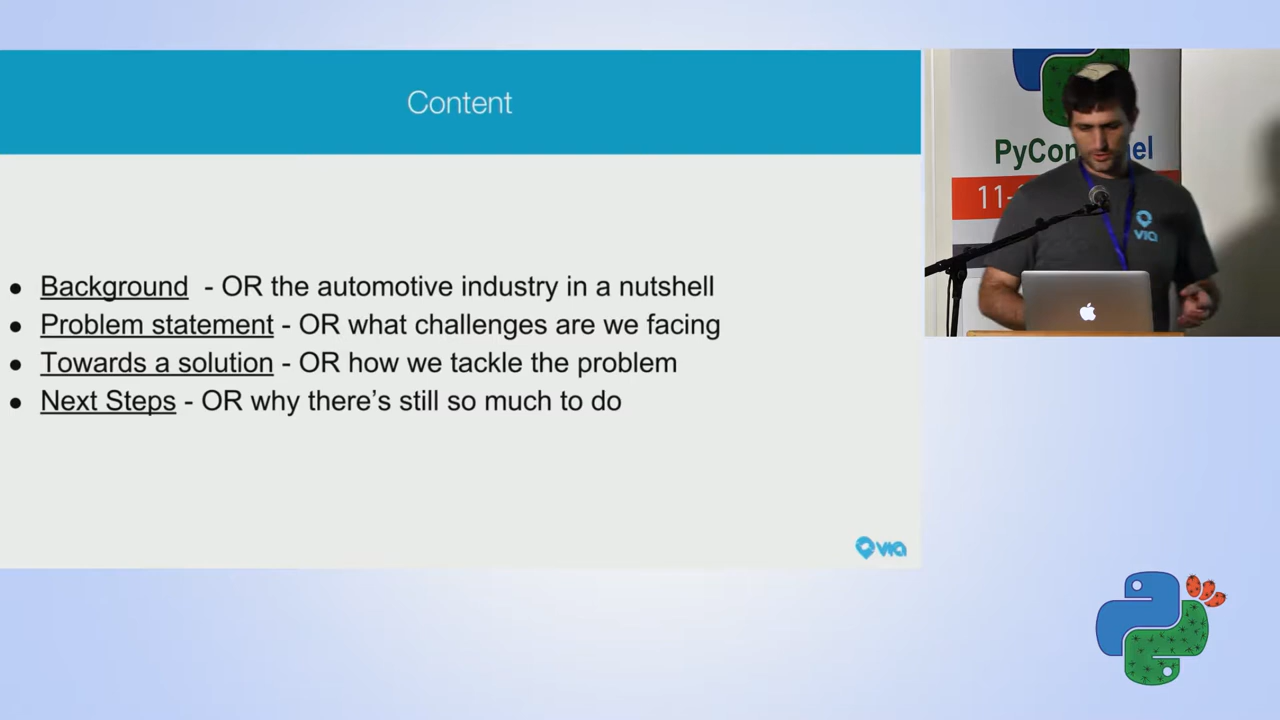 Content
● Background - OR the automotive industry in a nutshell
● Problem statement - OR what challenges are we facing
● Towards a solution - OR how we tackle the problem
● Next Steps - OR why there's still so much to do
via
via
11-